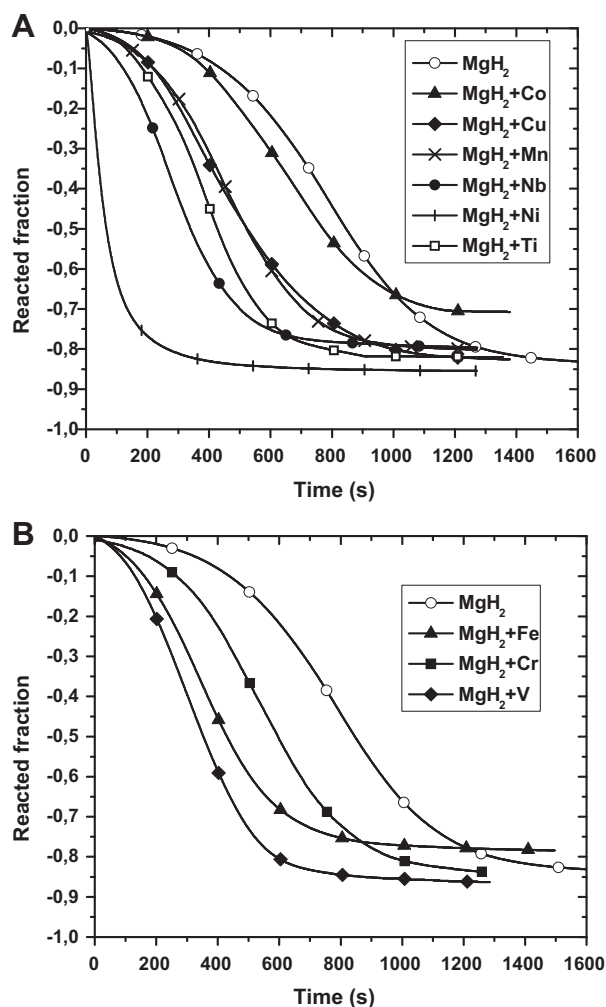 A
Reacted fraction
0,0
-0,1
-0,2
-0,3
-0,4
-0,5
-0,6
-0,7
-0,8
-0,9
-1,0
MgH₂
MgH₂+Co
MgH₂+Cu
MgH₂+Mn
MgH₂+Nb
MgH₂+Ni
MgH₂+Ti
0 200 400 600 800 1000 1200 1400 1600
Time (s)
B
Reacted fraction
0,0
-0,1
-0,2
-0,3
-0,4
-0,5
-0,6
-0,7
-0,8
-0,9
-1,0
MgH₂
MgH₂+Fe
MgH₂+Cr
MgH₂+V
0 200 400 600 800 1000 1200 1400 1600
Time (s)